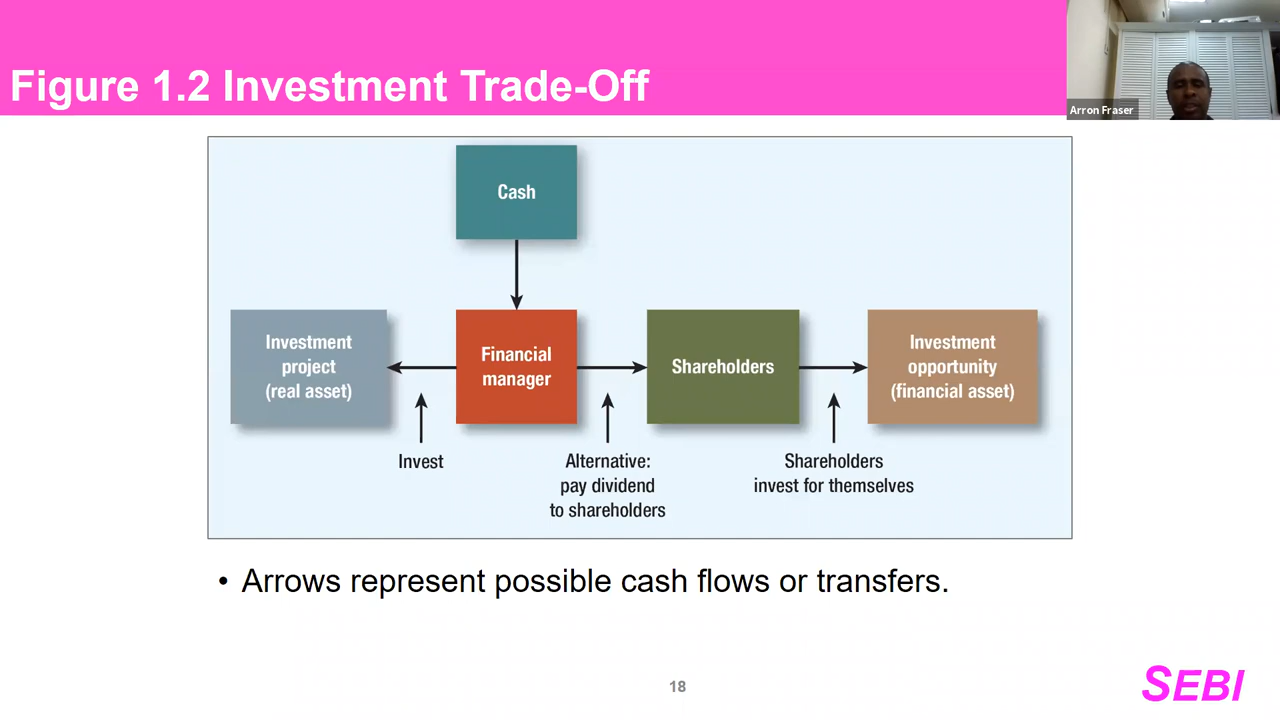 Figure 1.2 Investment Trade-Off
Arron Fraser
Cash
Investment
project
(real asset)
Financial
manager
Shareholders
Investment
opportunity
(financial asset)
Invest
Alternative:
pay dividend
to shareholders
Shareholders
invest for themselves
• Arrows represent possible cash flows or transfers.
18
SEBI